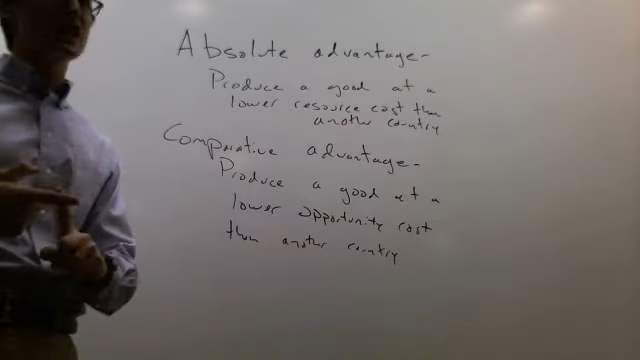 Absolute advantage-
Produce a good at a
lower resource cost than
another country
Comparative advantage-
Produce a good at a
lower opportunity cost
than another country